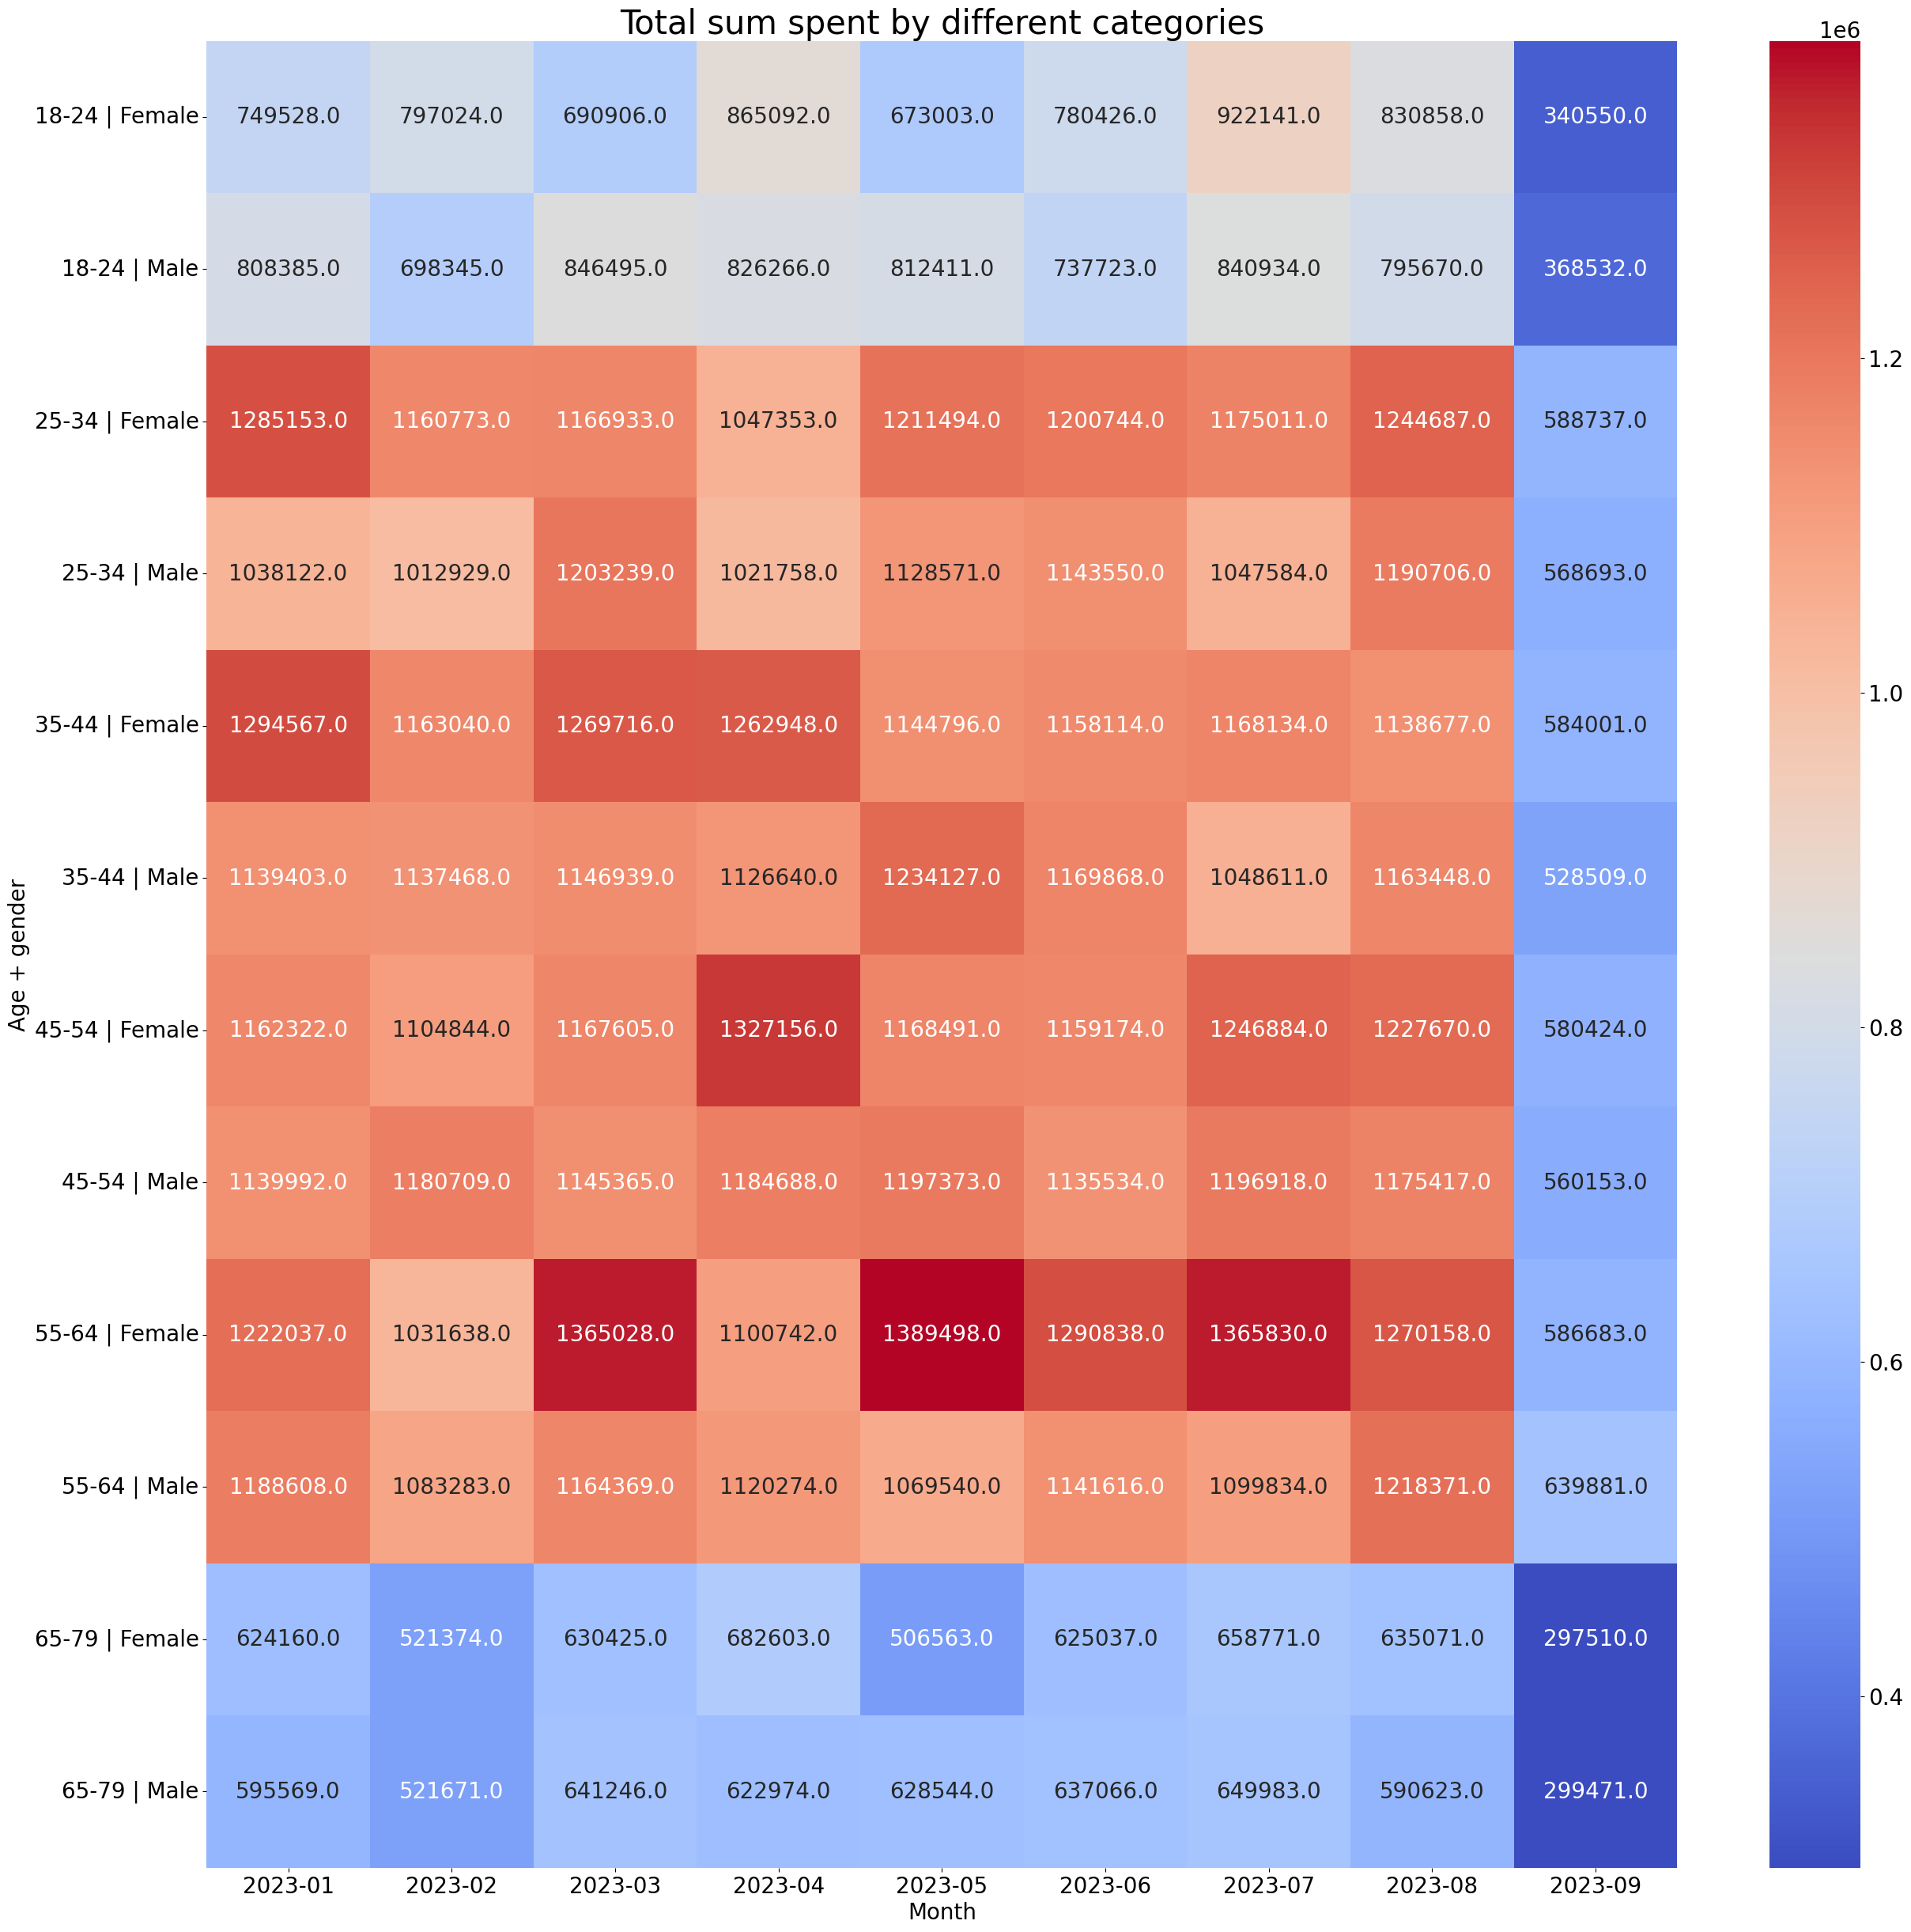 Total sum spent by different categories
1e6
18-24 | Female 749528.0 797024.0 690906.0 865092.0 673003.0 780426.0 922141.0 830858.0 340550.0
18-24 | Male 808385.0 698345.0 846495.0 826266.0 812411.0 737723.0 840934.0 795670.0 368532.0
1.2
25-34 | Female 1285153.0 1160773.0 1166933.0 1047353.0 1211494.0 1200744.0 1175011.0 1244687.0 588737.0
25-34 | Male 1038122.0 1012929.0 1203239.0 1021758.0 1128571.0 1143550.0 1047584.0 1190706.0 568693.0
1.0
35-44 | Female 1294567.0 1163040.0 1269716.0 1262948.0 1144796.0 1158114.0 1168134.0 1138677.0 584001.0
35-44 | Male 1139403.0 1137468.0 1146939.0 1126640.0 1234127.0 1169868.0 1048611.0 1163448.0 528509.0
Age + gender
45-54 | Female 1162322.0 1104844.0 1167605.0 1327156.0 1168491.0 1159174.0 1246884.0 1227670.0 580424.0
0.8
45-54 | Male 1139992.0 1180709.0 1145365.0 1184688.0 1197373.0 1135534.0 1196918.0 1175417.0 560153.0
55-64 | Female 1222037.0 1031638.0 1365028.0 1100742.0 1389498.0 1290838.0 1365830.0 1270158.0 586683.0
0.6
55-64 | Male 1188608.0 1083283.0 1164369.0 1120274.0 1069540.0 1141616.0 1099834.0 1218371.0 639881.0
65-79 | Female 624160.0 521374.0 630425.0 682603.0 506563.0 625037.0 658771.0 635071.0 297510.0
0.4
65-79 | Male 595569.0 521671.0 641246.0 622974.0 628544.0 637066.0 649983.0 590623.0 299471.0
2023-01 2023-02 2023-03 2023-04 2023-05 2023-06 2023-07 2023-08 2023-09
Month